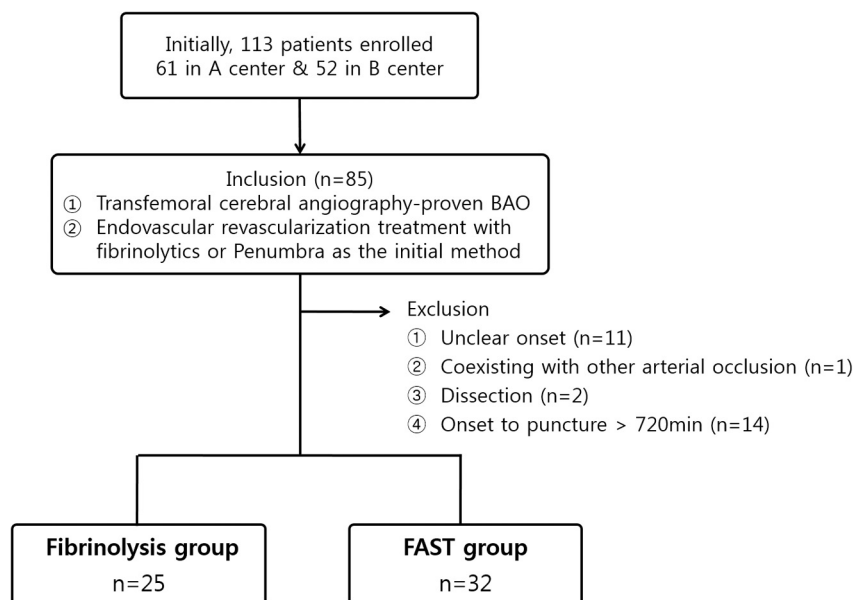 Initially, 113 patients enrolled
61 in A center & 52 in B center
Inclusion (n=85)
① Transfemoral cerebral angiography-proven BAO
② Endovascular revascularization treatment with
fibrinolytics or Penumbra as the initial method
Exclusion
① Unclear onset (n=11)
② Coexisting with other arterial occlusion (n=1)
③ Dissection (n=2)
④ Onset to puncture > 720min (n=14)
Fibrinolysis group
n=25
FAST group
n=32